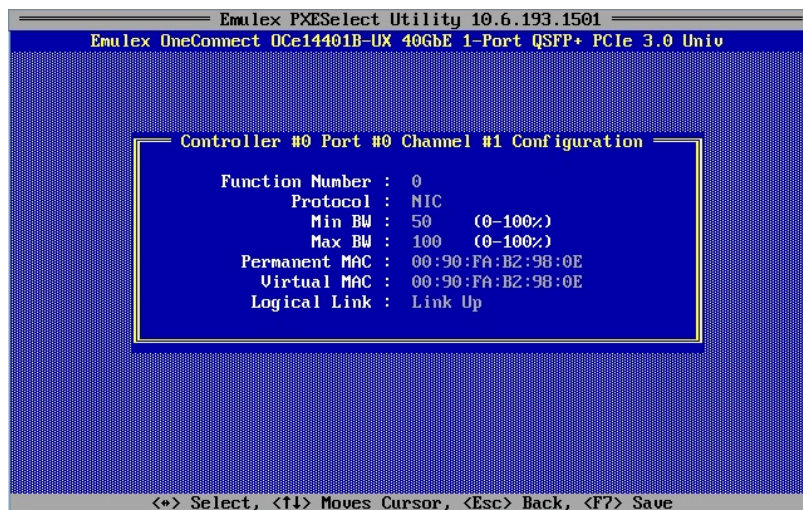 Emulex PXESelect Utility 10.6.193.1501
Emulex OneConnect OCe14401B-UX 40GbE 1-Port QSFP+ PCIe 3.0 Univ
Controller #0 Port #0 Channel #1 Configuration
Function Number : 0
Protocol : NIC
Min BW : 50 (0-100%)
Max BW : 100 (0-100%)
Permanent MAC : 00:90:FA:B2:98:0E
Virtual MAC : 00:90:FA:B2:98:0E
Logical Link : Link Up
<↔> Select, <↑↓> Moves Cursor, <Esc> Back, <F7> Save